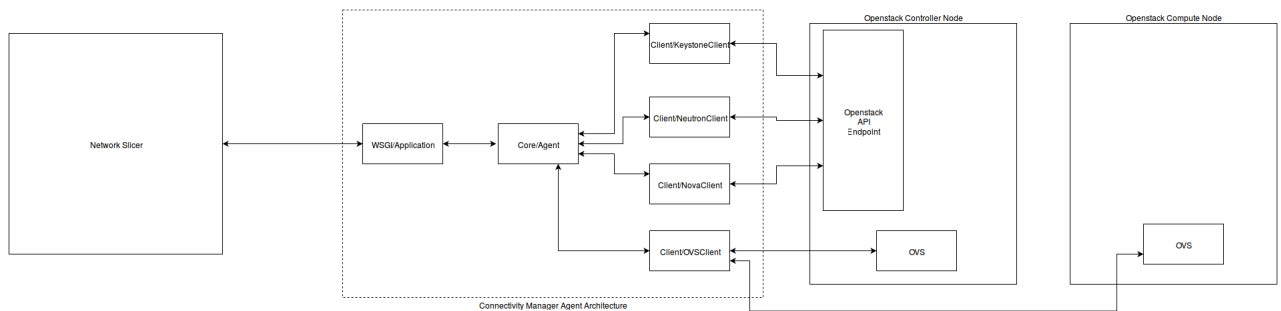 Openstack Controller Node
Openstack Compute Node
Client/KeystoneClient
Openstack
API
Endpoint
Client/NeutronClient
Network Slicer
WSGI/Application
Core/Agent
Client/NovaClient
Client/OVSClient
OVS
OVS
Connectivity Manager Agent Architecture